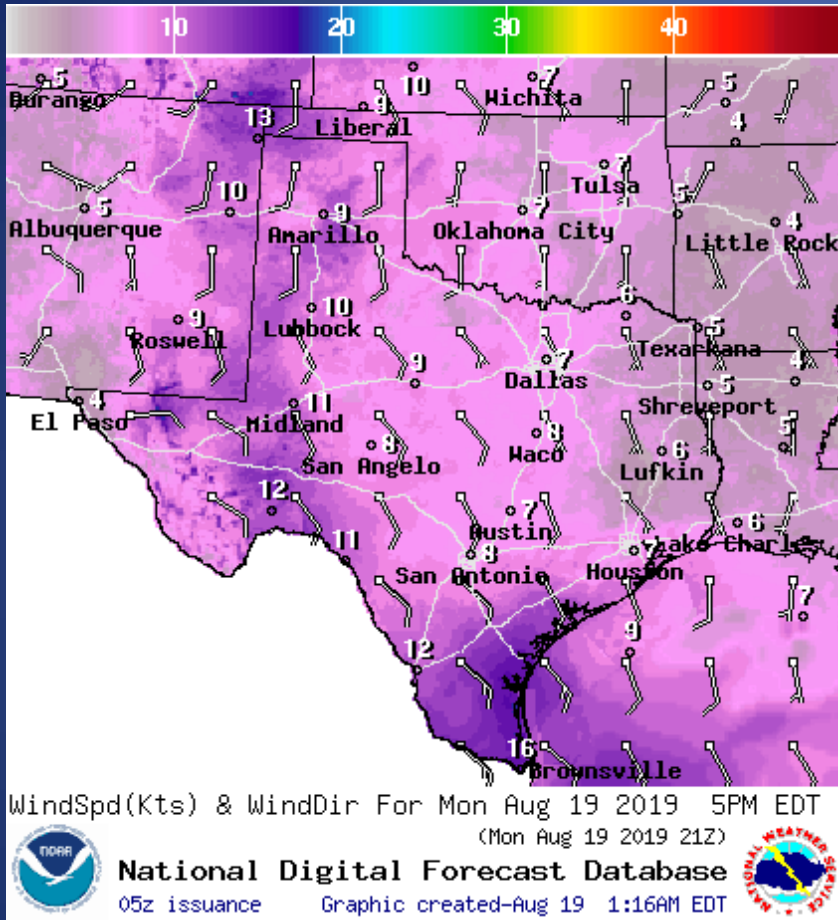 10 20 30 40
5 10 7 5
Durango Wichita
9
Liberal
13 4
7
Tulsa
5 10 9 7 5 4
Albuquerque Amarillo Oklahoma City Little Rock
9 10 6
Roswell Lubbock 5
Texarkana
9 7 4
Dallas 5
4 11 Shreveport
El Paso Midland
8 8 6 5
San Angelo Waco Lufkin
12 7 6
Austin
11 8 7 Lake Charles
San Antonio Houston
7
9
12
16
Brownsville
WindSpd(Kts) & WindDir For Mon Aug 19 2019 5PM EDT
(Mon Aug 19 2019 21Z)
NOAA
National Digital Forecast Database
05z issuance Graphic created-Aug 19 1:16AM EDT
NATIONAL WEATHER SERVICE